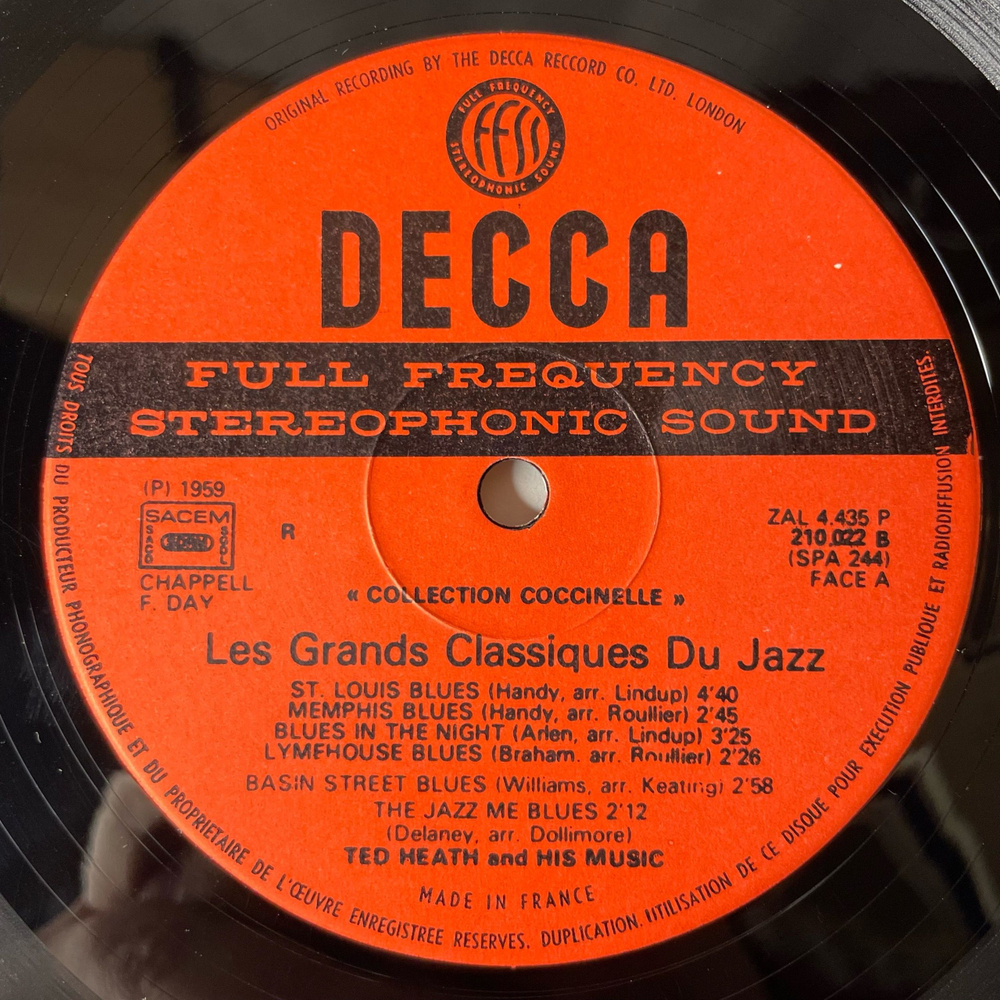 ORIGINAL RECORDING BY THE DECCA RECCORD CO. LTD. LONDON
FULL FREQUENCY
FFSS
STEREOPHONIC SOUND
DECCA
FULL FREQUENCY
STEREOPHONIC SOUND
(P) 1959
SACEM
SACD
SDRM
SGDL
CHAPPELL
F. DAY
R
ZAL 4.435 P
210.022 B
(SPA 244)
FACE A
« COLLECTION COCCINELLE »
Les Grands Classiques Du Jazz
ST. LOUIS BLUES (Handy, arr. Lindup) 4'40
MEMPHIS BLUES (Handy, arr. Roullier) 2'45
BLUES IN THE NIGHT (Arlen, arr. Lindup) 3'25
LYMEHOUSE BLUES (Braham. arr. Roullier) 2'26
BASIN STREET BLUES (Williams, arr. Keating) 2'58
THE JAZZ ME BLUES 2'12
(Delaney, arr. Dollimore)
TED HEATH and HIS MUSIC
MADE IN FRANCE
TOUS DROITS DU PRODUCTEUR PHONOGRAPHIQUE ET DU PROPRIETAIRE DE L'ŒUVRE ENREGISTREE RESERVES. DUPLICATION. UTILISATION DE CE DISQUE POUR EXECUTION PUBLIQUE ET RADIODIFFUSION INTERDITES.